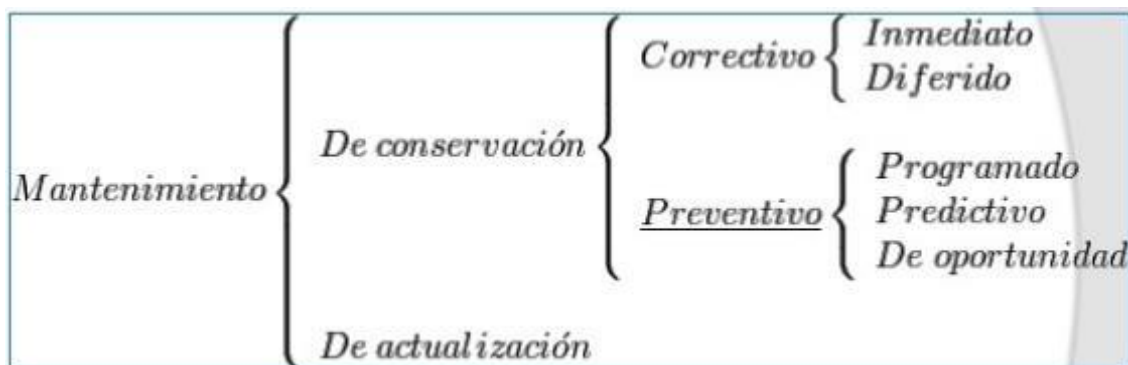 Mantenimiento
De conservación
Correctivo
Inmediato
Diferido
Preventivo
Programado
Predictivo
De oportunidad
De actualización